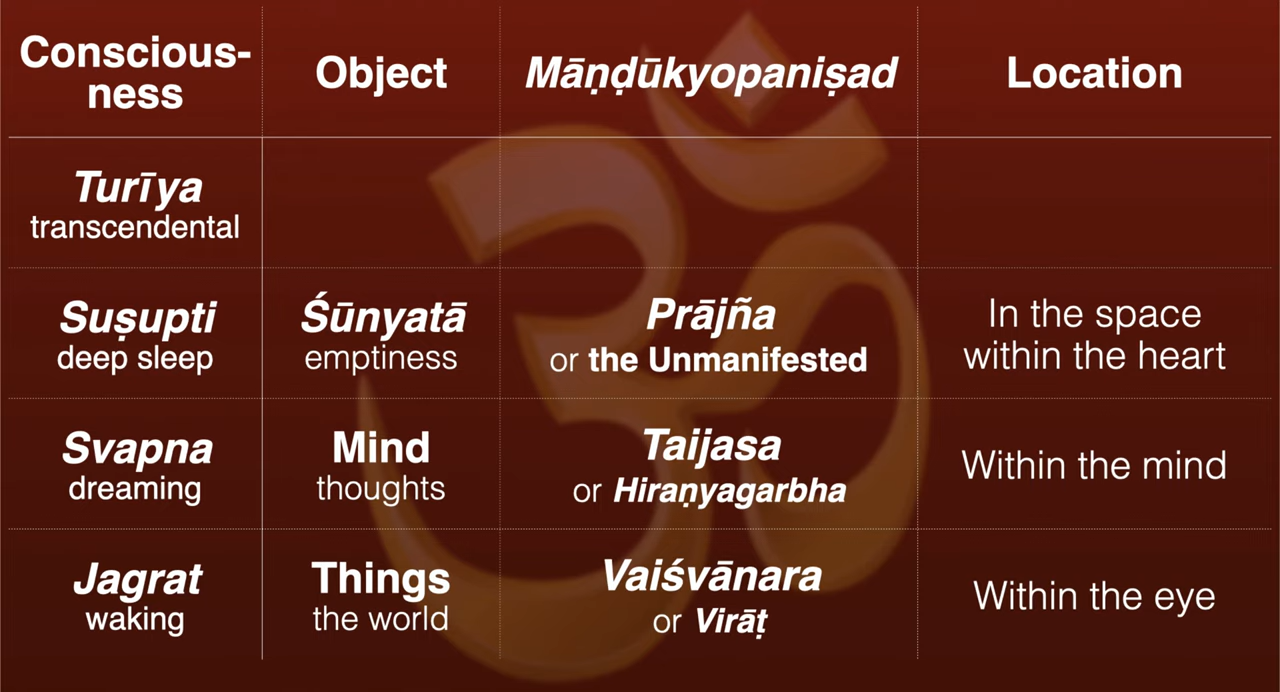 Conscious-
ness
Object
Māṇḍūkyopaniṣad
Location
Turīya
transcendental
Suṣupti
deep sleep
Śūnyatā
emptiness
Prājña
or the Unmanifested
In the space
within the heart
Svapna
dreaming
Mind
thoughts
Taijasa
or Hiraṇyagarbha
Within the mind
Jagrat
waking
Things
the world
Vaiśvānara
or Virāṭ
Within the eye
ॐ